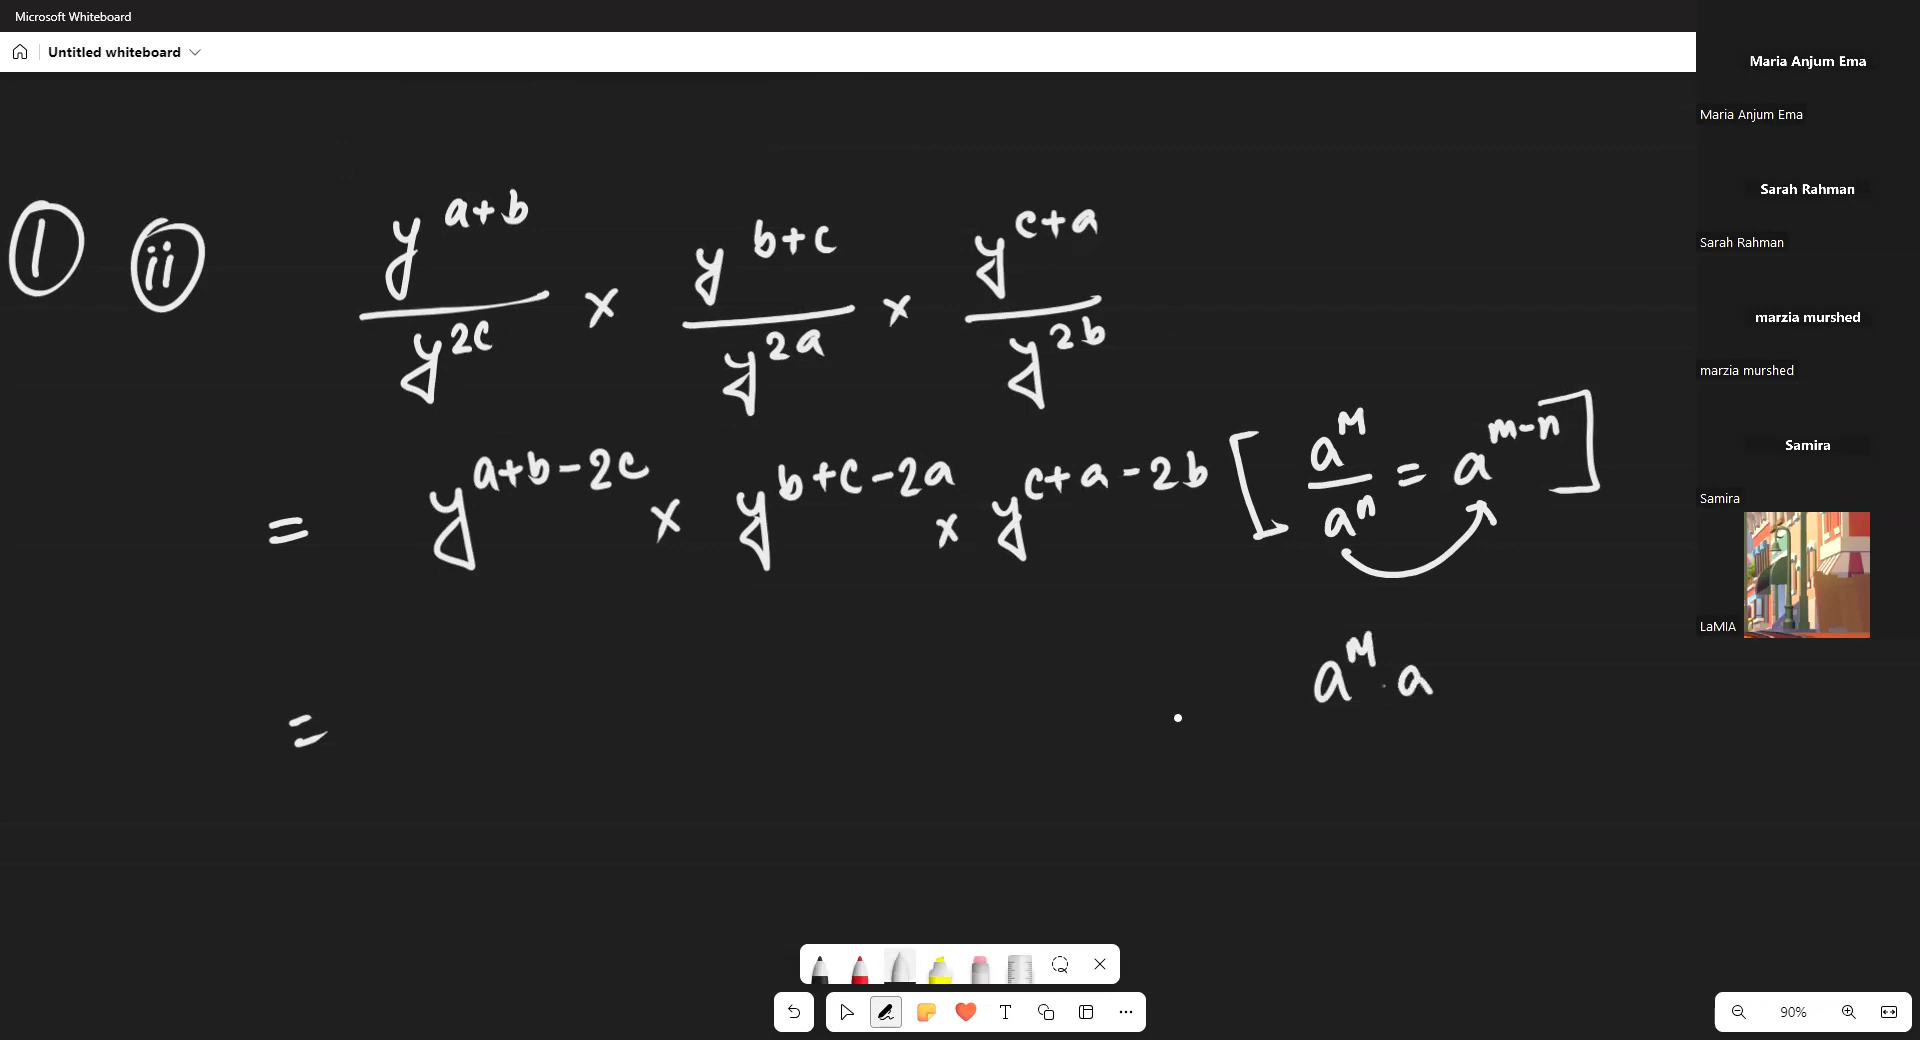 Microsoft Whiteboard
Untitled whiteboard
① ⓘⓘ y^(a+b)/y^(2c) × y^(b+c)/y^(2a) × y^(c+a)/y^(2b)
= y^(a+b-2c) × y^(b+c-2a) × y^(c+a-2b) [a^M/a^n = a^(m-n)]
a^M . a
=
Maria Anjum Ema
Maria Anjum Ema
Sarah Rahman
Sarah Rahman
marzia murshed
marzia murshed
Samira
Samira
LaMIA
T
90%